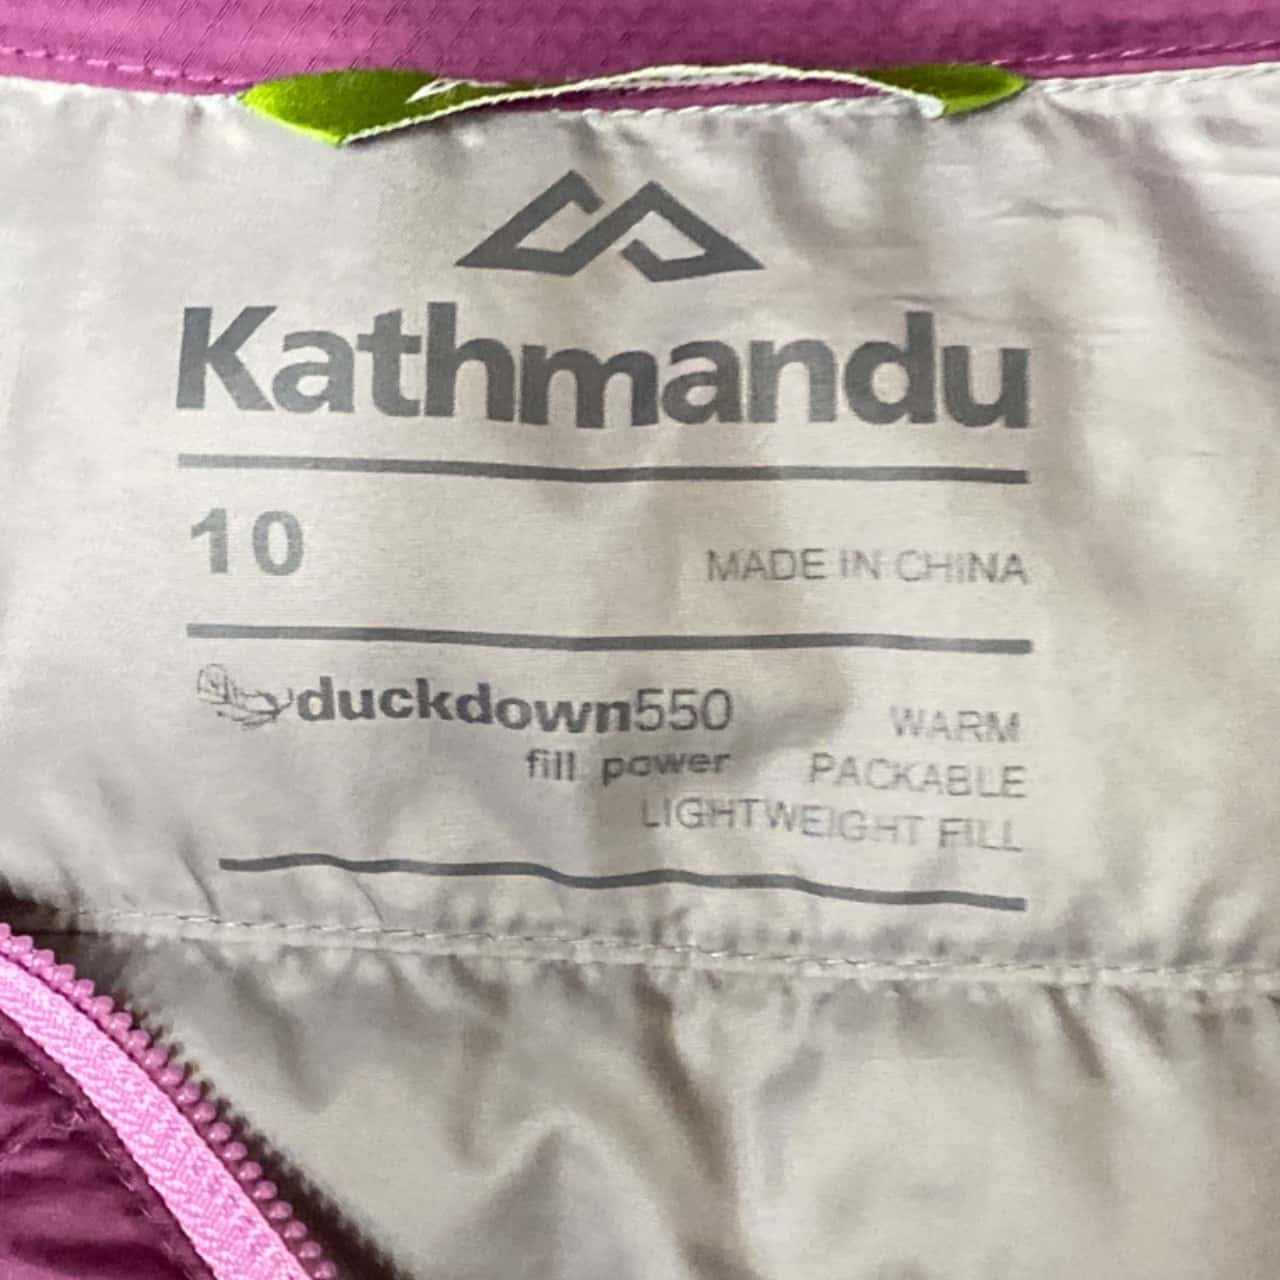 Kathmandu
10 MADE IN CHINA
duckdown550 WARM
fill power PACKABLE
LIGHTWEIGHT FILL